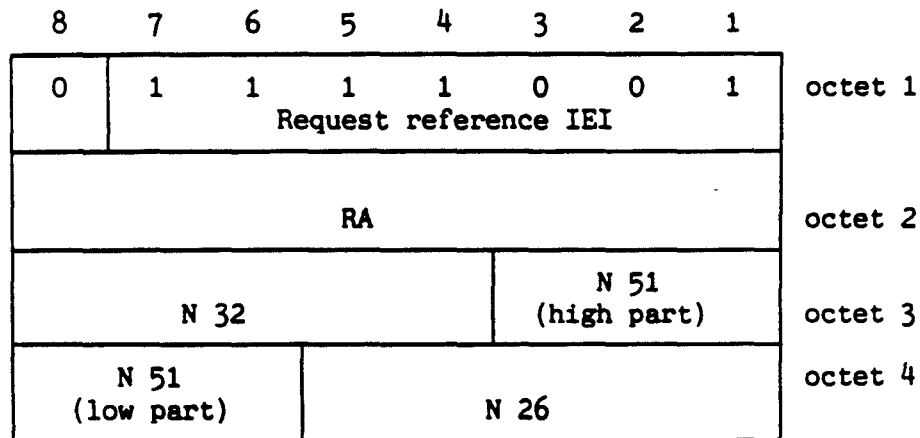 8 7 6 5 4 3 2 1
0 1 1 1 1 0 0 1 octet 1
Request reference IEI
RA octet 2
N 51
N 32 (high part) octet 3
N 51 octet 4
(low part) N 26